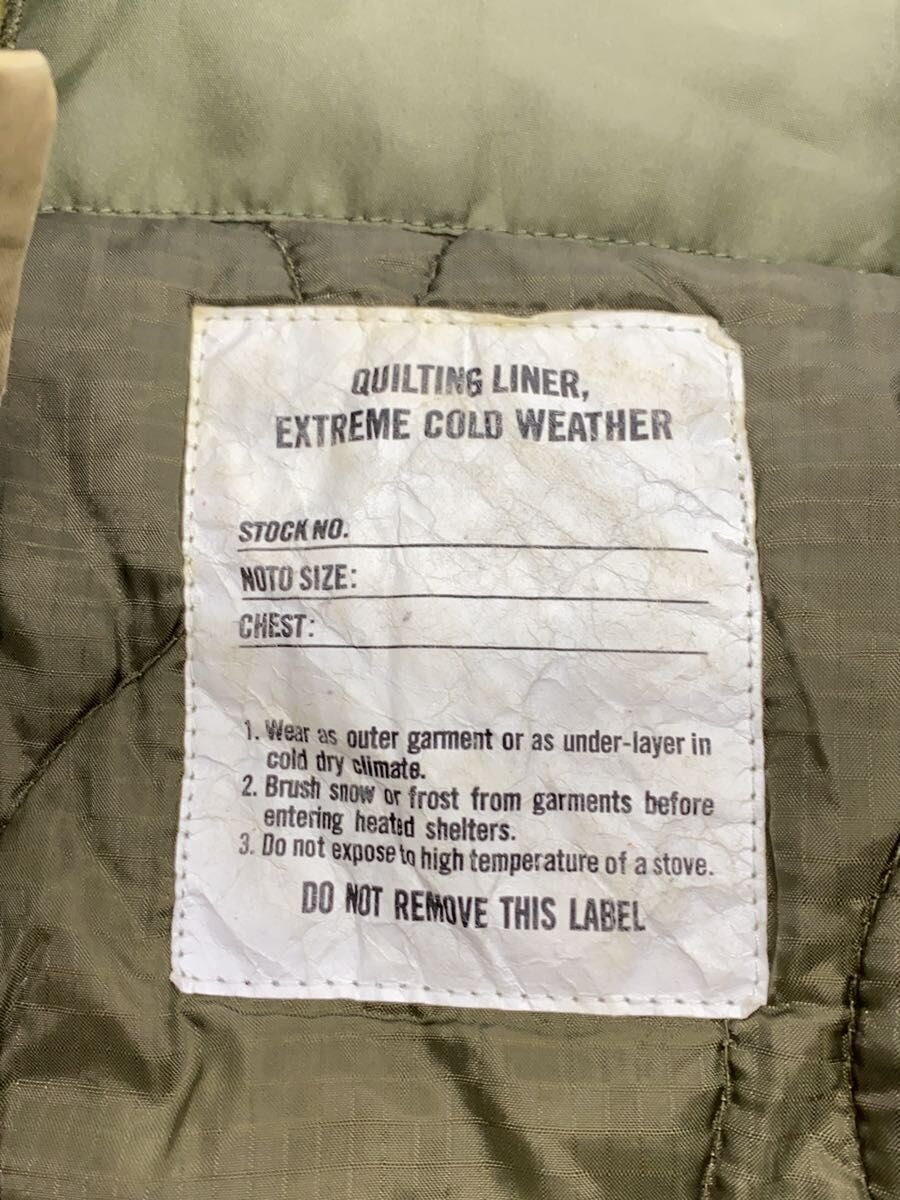 QUILTING LINER,
EXTREME COLD WEATHER
STOCK NO.
NOTO SIZE:
CHEST:
1. Wear as outer garment or as under-layer in
cold dry climate.
2. Brush snow or frost from garments before
entering heated shelters.
3. Do not expose to high temperature of a stove.
DO NOT REMOVE THIS LABEL